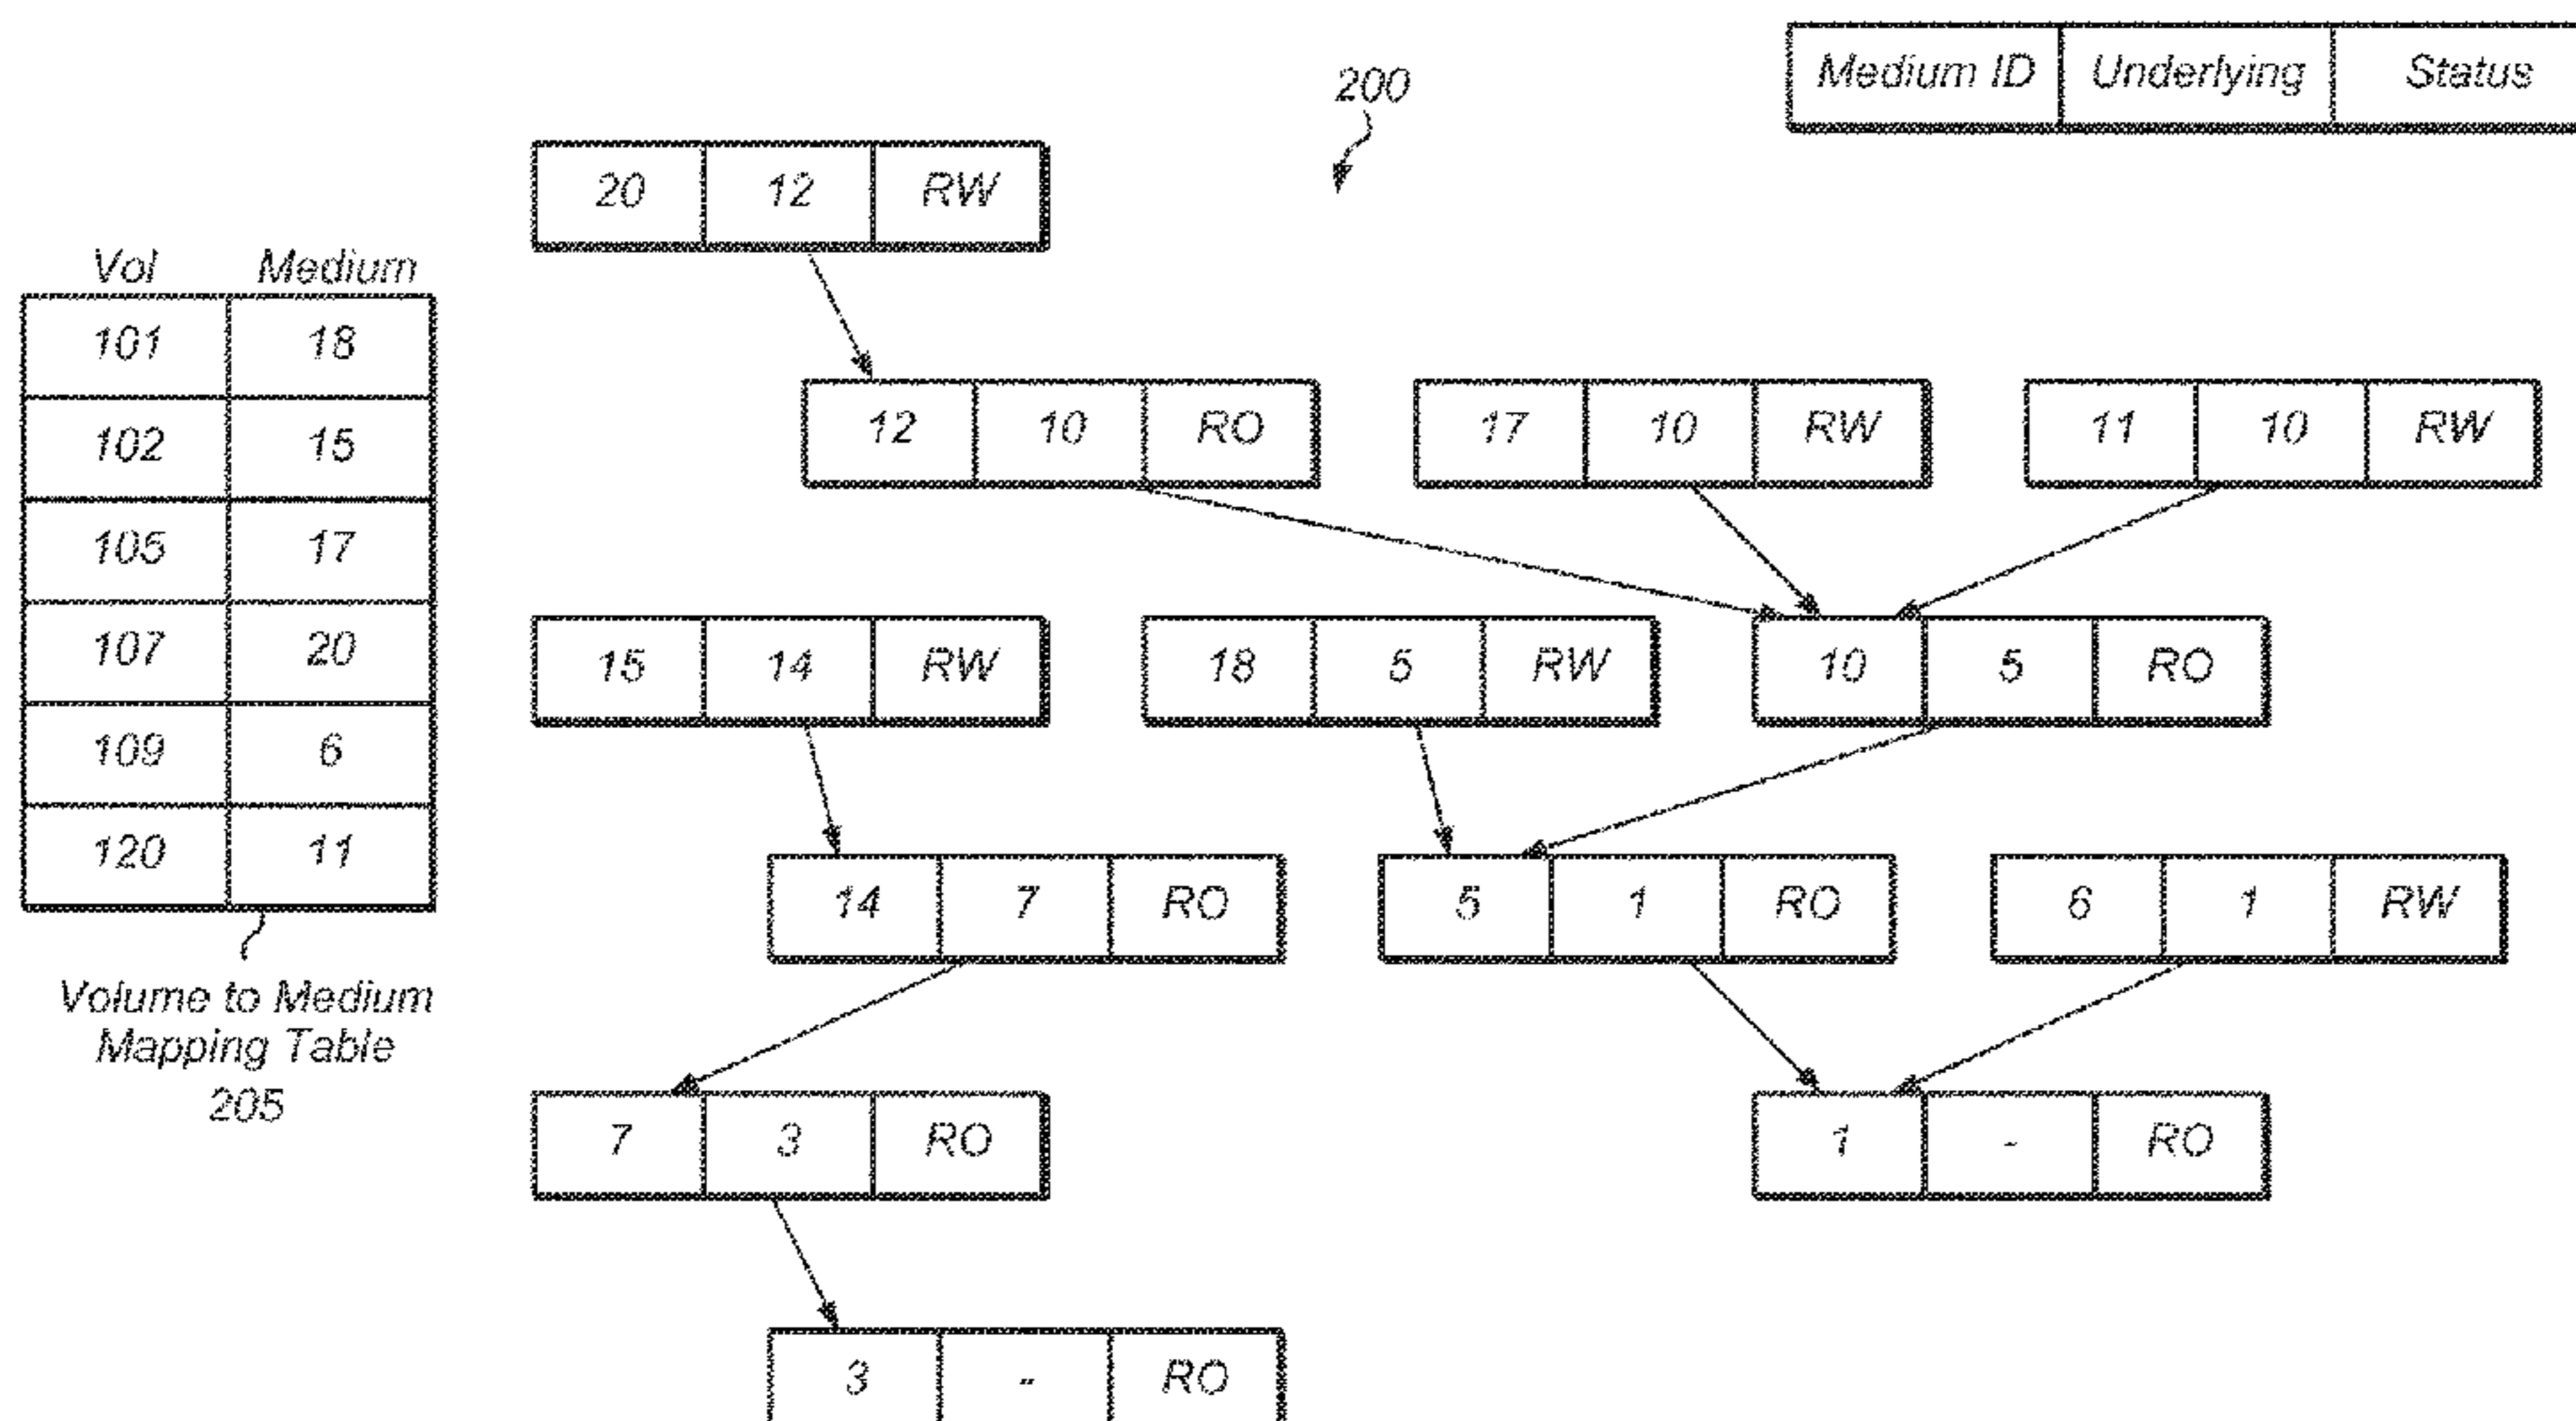 200
Medium ID Underlying Status
20 12 RW
Vol Medium
101 18
102 15
105 17
107 20
109 6
120 11
Volume to Medium
Mapping Table
205
12 10 RO
17 10 RW
11 10 RW
15 14 RW
18 5 RW
10 5 RO
14 7 RO
5 1 RO
6 1 RW
7 3 RO
1 - RO
3 - RO